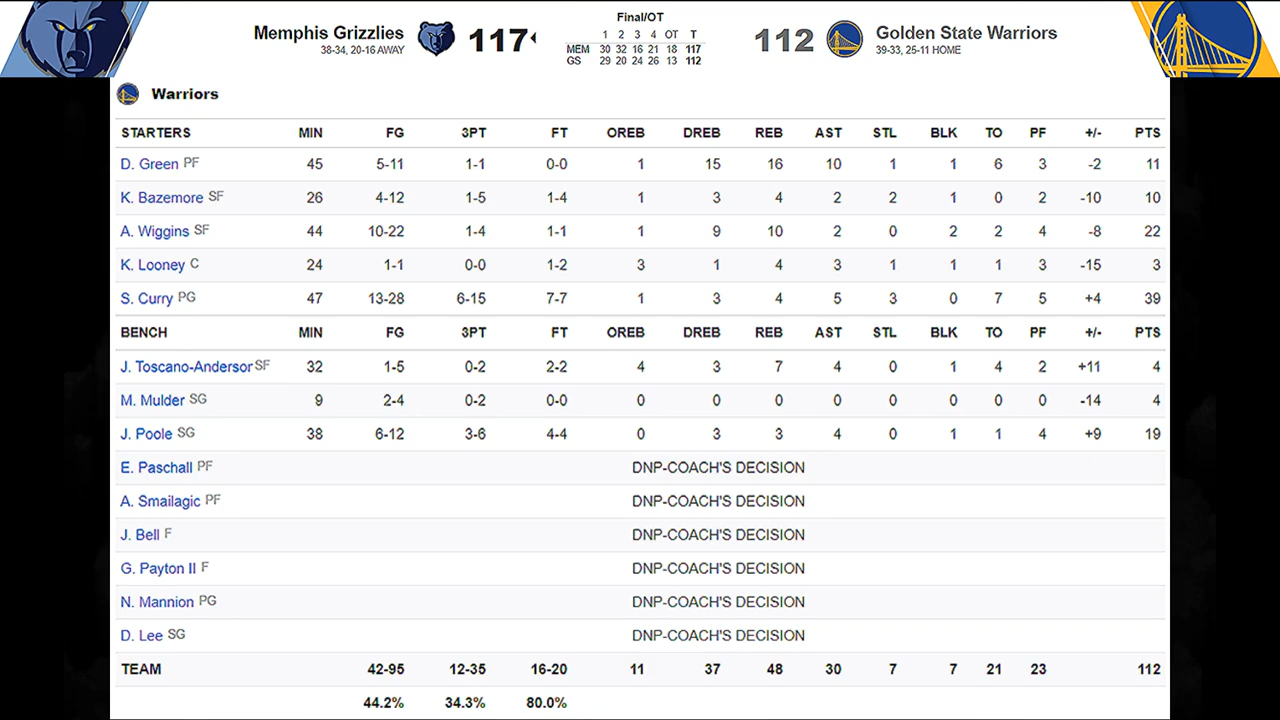 Final/OT
Memphis Grizzlies 117 1 2 3 4 OT T 112 Golden State Warriors
38-34, 20-16 AWAY MEM 30 32 16 21 18 117 39-33, 25-11 HOME
GS 29 20 24 26 13 112
Warriors
STARTERS MIN FG 3PT FT OREB DREB REB AST STL BLK TO PF +/- PTS
D. Green PF 45 5-11 1-1 0-0 1 15 16 10 1 1 6 3 -2 11
K. Bazemore SF 26 4-12 1-5 1-4 1 3 4 2 2 1 0 2 -10 10
A. Wiggins SF 44 10-22 1-4 1-1 1 9 10 2 0 2 2 4 -8 22
K. Looney C 24 1-1 0-0 1-2 3 1 4 3 1 1 1 3 -15 3
S. Curry PG 47 13-28 6-15 7-7 1 3 4 5 3 0 7 5 +4 39
BENCH MIN FG 3PT FT OREB DREB REB AST STL BLK TO PF +/- PTS
J. Toscano-Andersor SF 32 1-5 0-2 2-2 4 3 7 4 0 1 4 2 +11 4
M. Mulder SG 9 2-4 0-2 0-0 0 0 0 0 0 0 0 0 -14 4
J. Poole SG 38 6-12 3-6 4-4 0 3 3 4 0 1 1 4 +9 19
E. Paschall PF DNP-COACH'S DECISION
A. Smailagic PF DNP-COACH'S DECISION
J. Bell F DNP-COACH'S DECISION
G. Payton II F DNP-COACH'S DECISION
N. Mannion PG DNP-COACH'S DECISION
D. Lee SG DNP-COACH'S DECISION
TEAM 42-95 12-35 16-20 11 37 48 30 7 7 21 23 112
44.2% 34.3% 80.0%